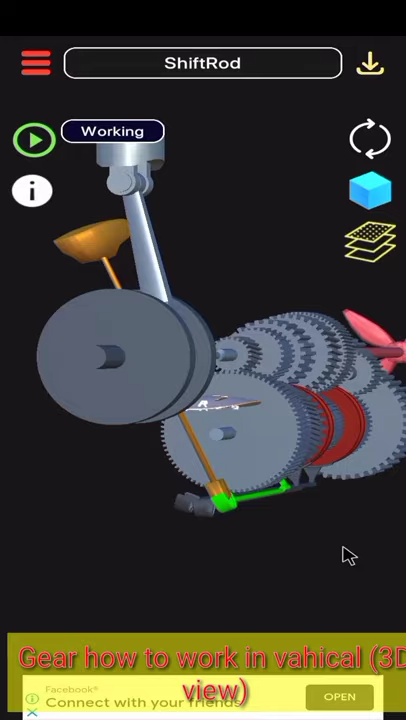 ShiftRod
Working
i
R
Gear how to work in vahical (3D
view)
Facebook®
Connect with your friends
OPEN